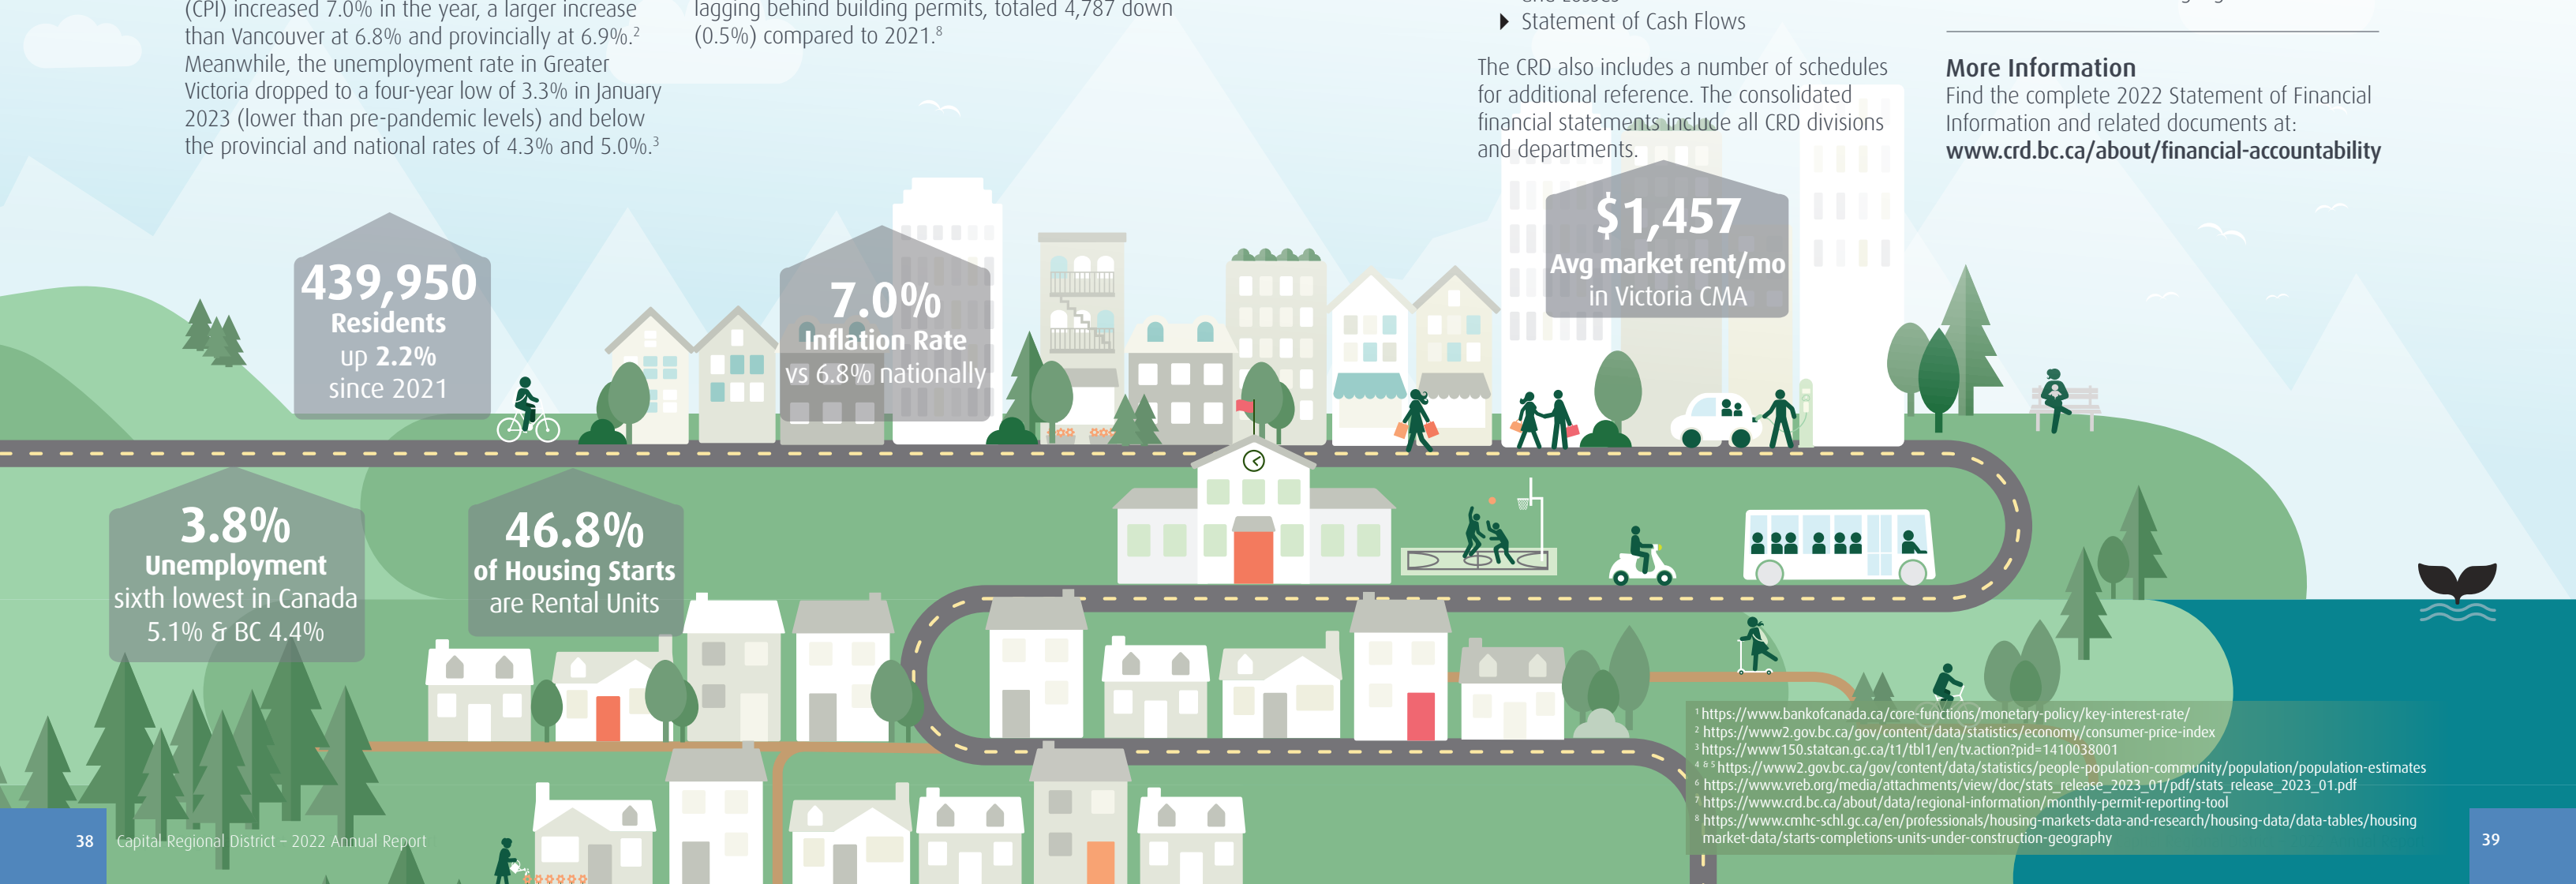 (CPI) increased 7.0% in the year, a larger increase
than Vancouver at 6.8% and provincially at 6.9%.2
Meanwhile, the unemployment rate in Greater
Victoria dropped to a four-year low of 3.3% in January
2023 (lower than pre-pandemic levels) and below
the provincial and national rates of 4.3% and 5.0%.3
lagging behind building permits, totaled 4,787 down
(0.5%) compared to 2021.8
Statement of Cash Flows
The CRD also includes a number of schedules
for additional reference. The consolidated
financial statements include all CRD divisions
and departments.
More Information
Find the complete 2022 Statement of Financial
Information and related documents at:
www.crd.bc.ca/about/financial-accountability
439,950
Residents
up 2.2%
since 2021
7.0%
Inflation Rate
vs 6.8% nationally
$1,457
Avg market rent/mo
in Victoria CMA
3.8%
Unemployment
sixth lowest in Canada
5.1% & BC 4.4%
46.8%
of Housing Starts
are Rental Units
1 https://www.bankofcanada.ca/core-functions/monetary-policy/key-interest-rate/
2 https://www2.gov.bc.ca/gov/content/data/statistics/economy/consumer-price-index
3 https://www150.statcan.gc.ca/t1/tbl1/en/tv.action?pid=1410038001
4 & 5 https://www2.gov.bc.ca/gov/content/data/statistics/people-population-community/population/population-estimates
6 https://www.vreb.org/media/attachments/view/doc/stats_release_2023_01/pdf/stats_release_2023_01.pdf
7 https://www.crd.bc.ca/about/data/regional-information/monthly-permit-reporting-tool
8 https://www.cmhc-schl.gc.ca/en/professionals/housing-markets-data-and-research/housing-data/data-tables/housing
market-data/starts-completions-units-under-construction-geography
38 Capital Regional District – 2022 Annual Report
39